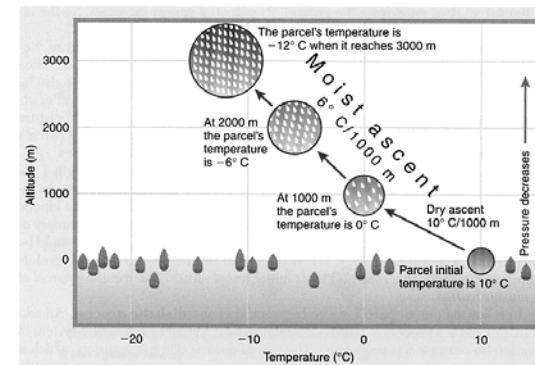 The parcel's temperature is
−12° C when it reaches 3000 m
Moist ascent
6° C/1000 m
At 2000 m
the parcel's
temperature
is −6° C
At 1000 m
the parcel's
temperature is 0° C
Dry ascent
10° C/1000 m
Parcel initial
temperature is 10° C
Pressure decreases
Altitude (m)
3000
2000
1000
0
−20
−10
0
10
Temperature (°C)